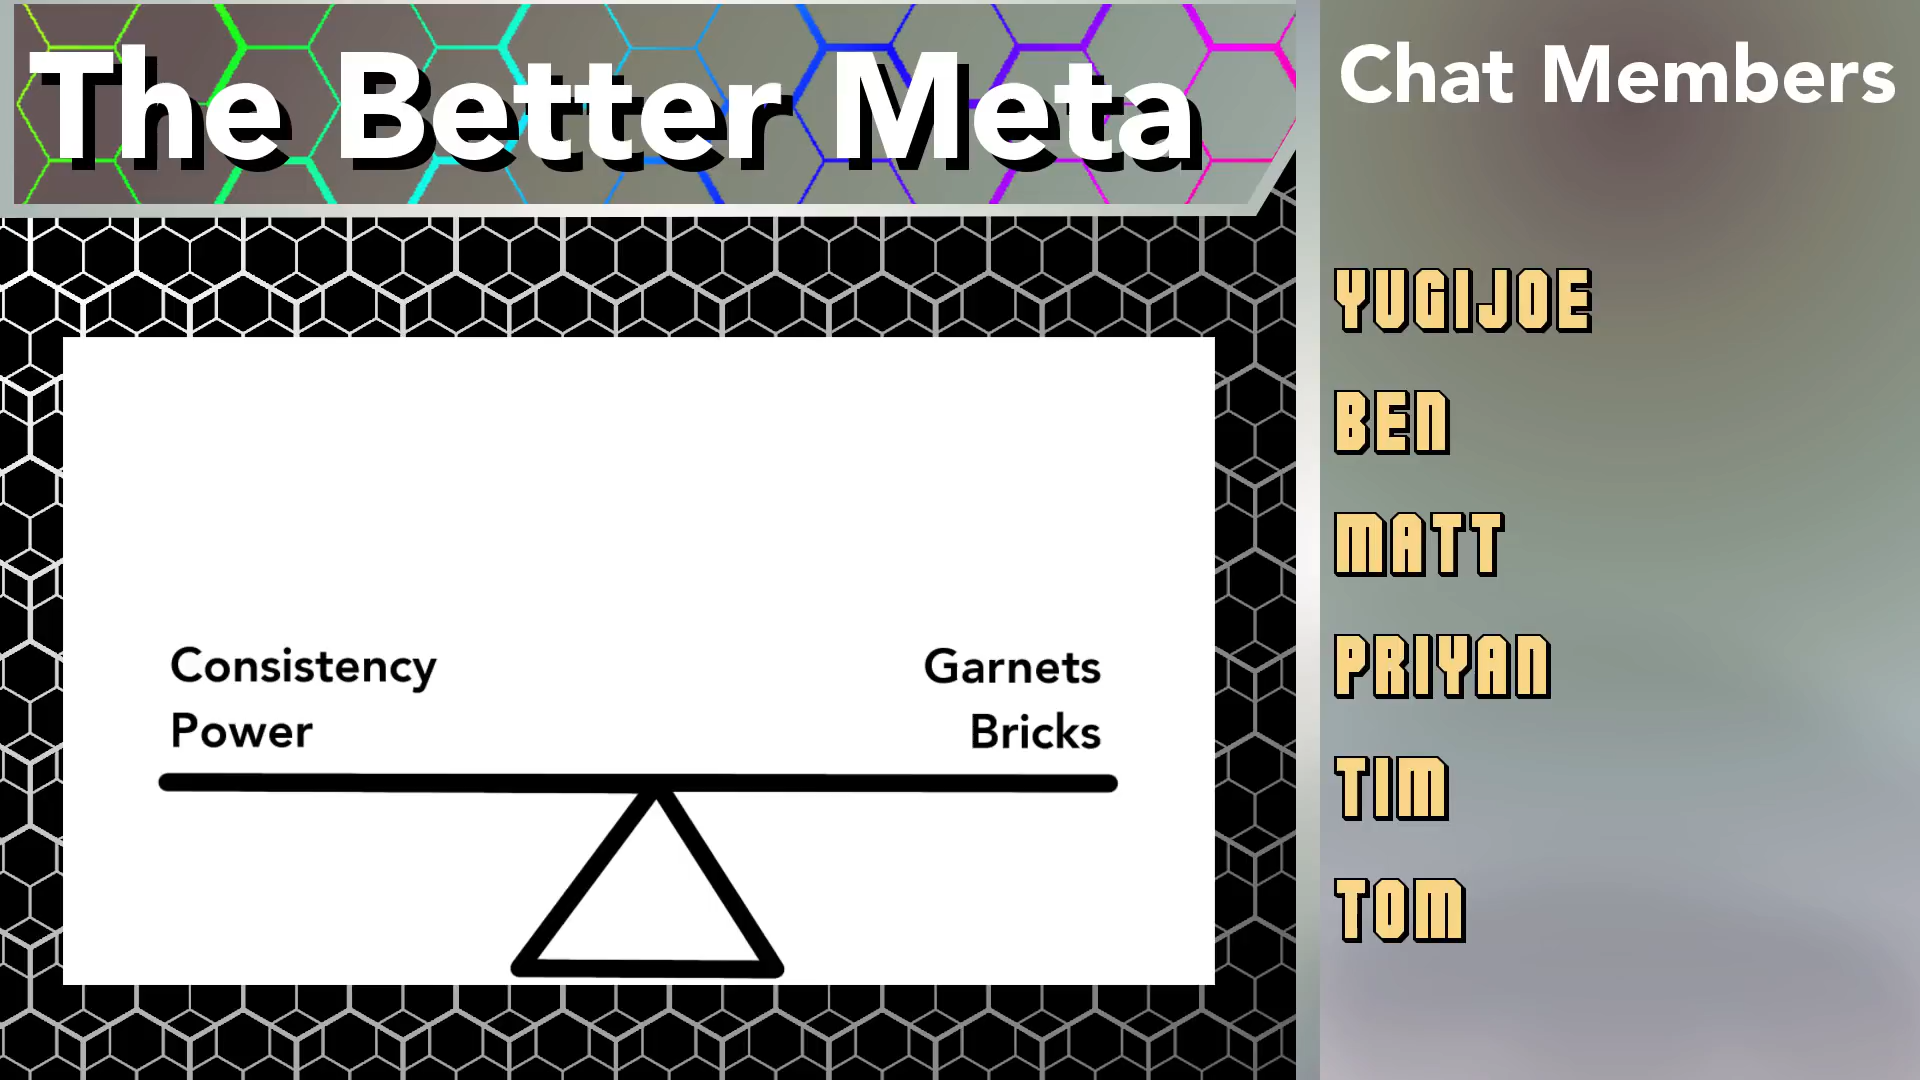 The Better Meta
Chat Members
YUGIJOE
BEN
MATT
PRIYAN
TIM
TOM
Consistency
Power
Garnets
Bricks